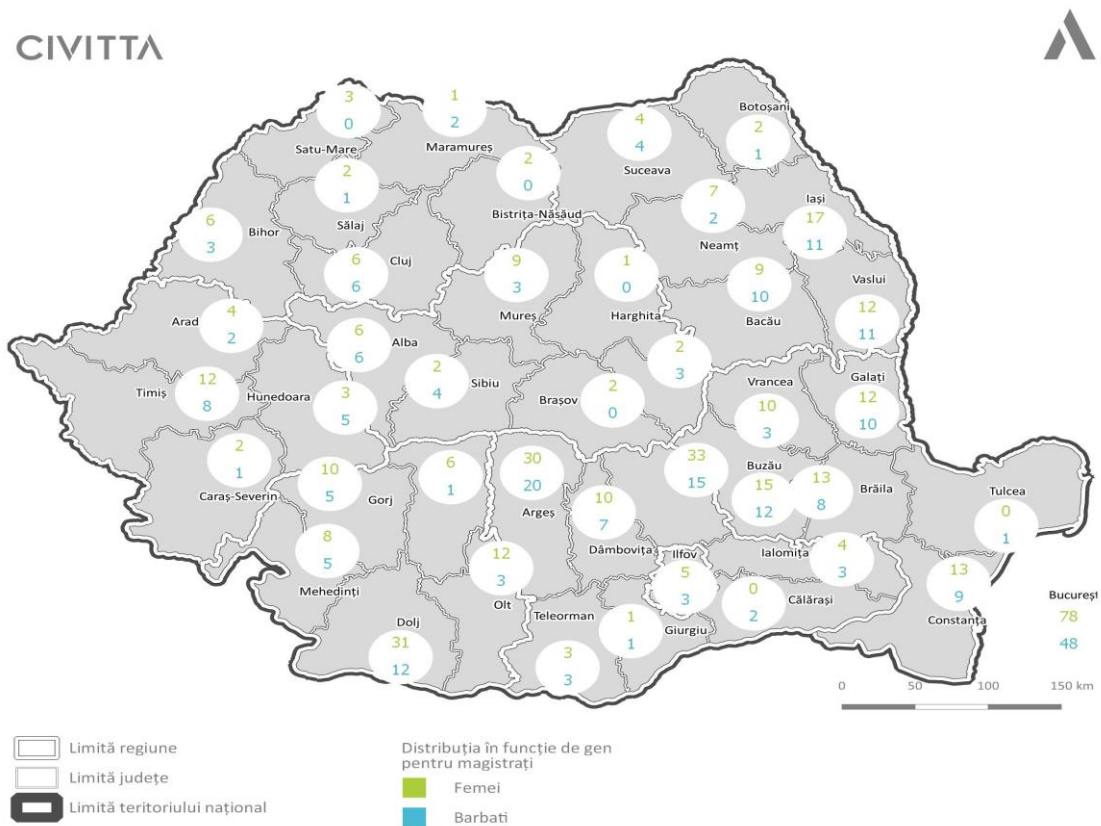 CIVITTA
3
0
Satu-Mare
1
2
Maramureș
4
4
Suceava
Botoșani
2
1
2
0
Bistrița-Năsăud
2
1
Sălaj
7
2
Neamț
Iași
17
11
6
3
Bihor
6
6
Cluj
9
3
Mureș
1
0
Harghita
9
10
Bacău
Vaslui
12
11
Arad
4
2
6
6
Alba
2
4
Sibiu
2
3
Timiș
12
8
Hunedoara
3
5
Brașov
2
0
Vrancea
10
3
Galați
12
10
2
1
Caraș-Severin
10
5
Gorj
6
1
30
20
Argeș
33
15
Buzău
15
12
13
8
Brăila
Tulcea
0
1
10
7
Dâmbovița
8
5
Mehedinți
12
3
Olt
Ilfov
5
3
Ialomița
4
3
0
2
Călărași
13
9
Constanța
București
78
48
Dolj
31
12
Teleorman
3
3
1
1
Giurgiu
0 50 100 150 km
Limită regiune
Limită județe
Limită teritoriului național
Distribuția în funcție de gen
pentru magistrați
Femei
Barbati